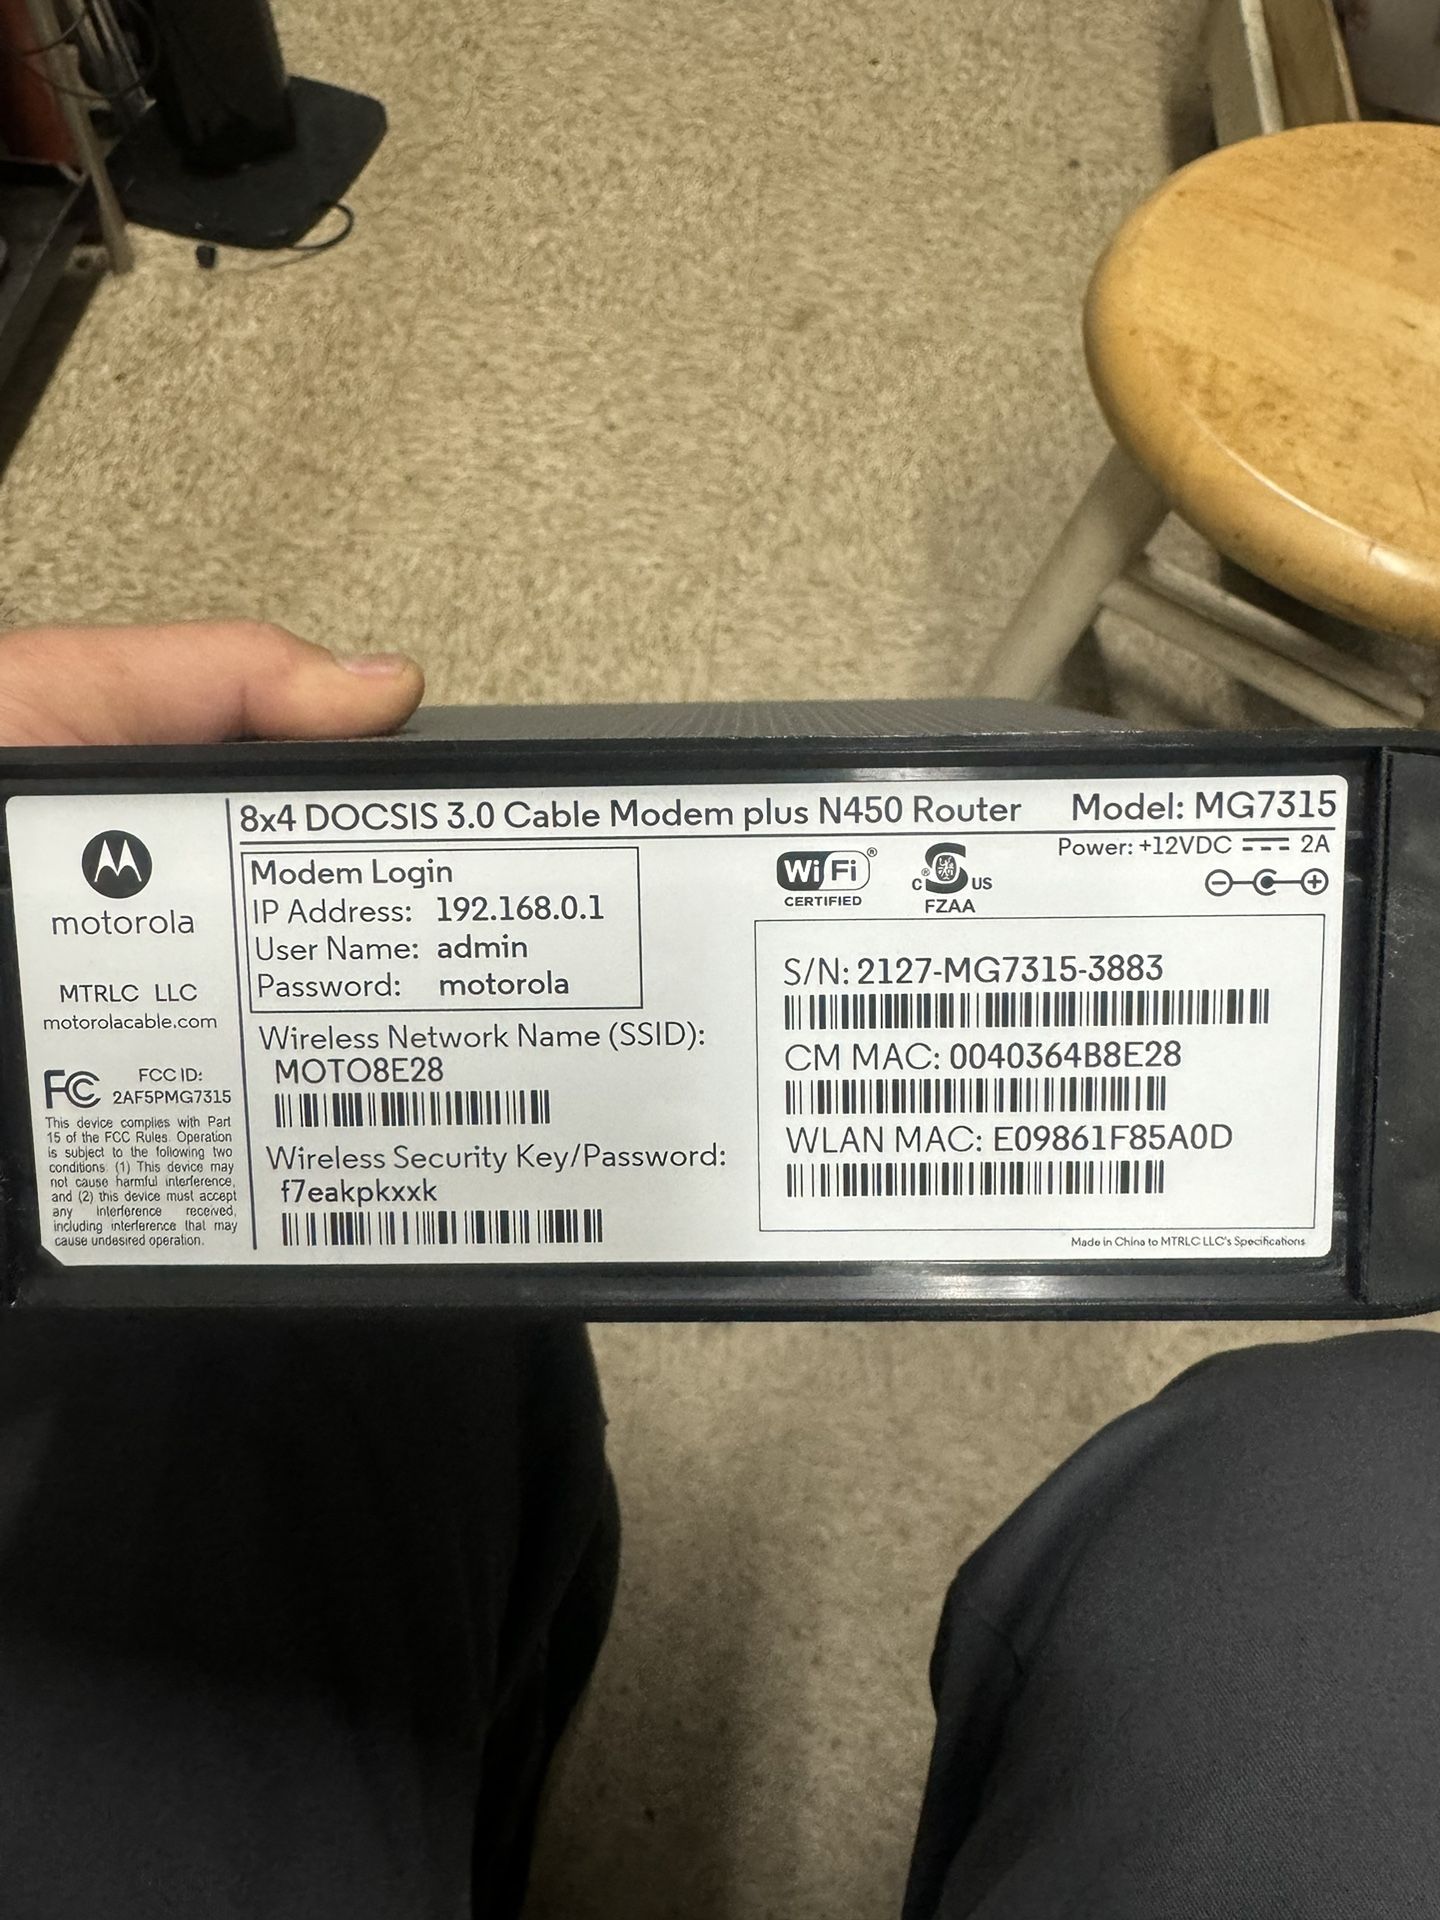 8x4 DOCSIS 3.0 Cable Modem plus N450 Router
Model: MG7315
Power: +12VDC 2A
motorola
MTRLC LLC
motorolacable.com
FC
FCC ID:
2AF5PMG7315
This device complies with Part
15 of the FCC Rules. Operation
is subject to the following two
conditions: (1) This device may
not cause harmful interference,
and (2) this device must accept
any interference received,
including interference that may
cause undesired operation.
Modem Login
IP Address: 192.168.0.1
User Name: admin
Password: motorola
Wireless Network Name (SSID):
MOTO8E28
Wireless Security Key/Password:
f7eakpkxxk
Wi Fi ®
CERTIFIED
C ® US
FZAA
S/N: 2127-MG7315-3883
CM MAC: 0040364B8E28
WLAN MAC: E09861F85A0D
Made in China to MTRLC LLC's Specifications